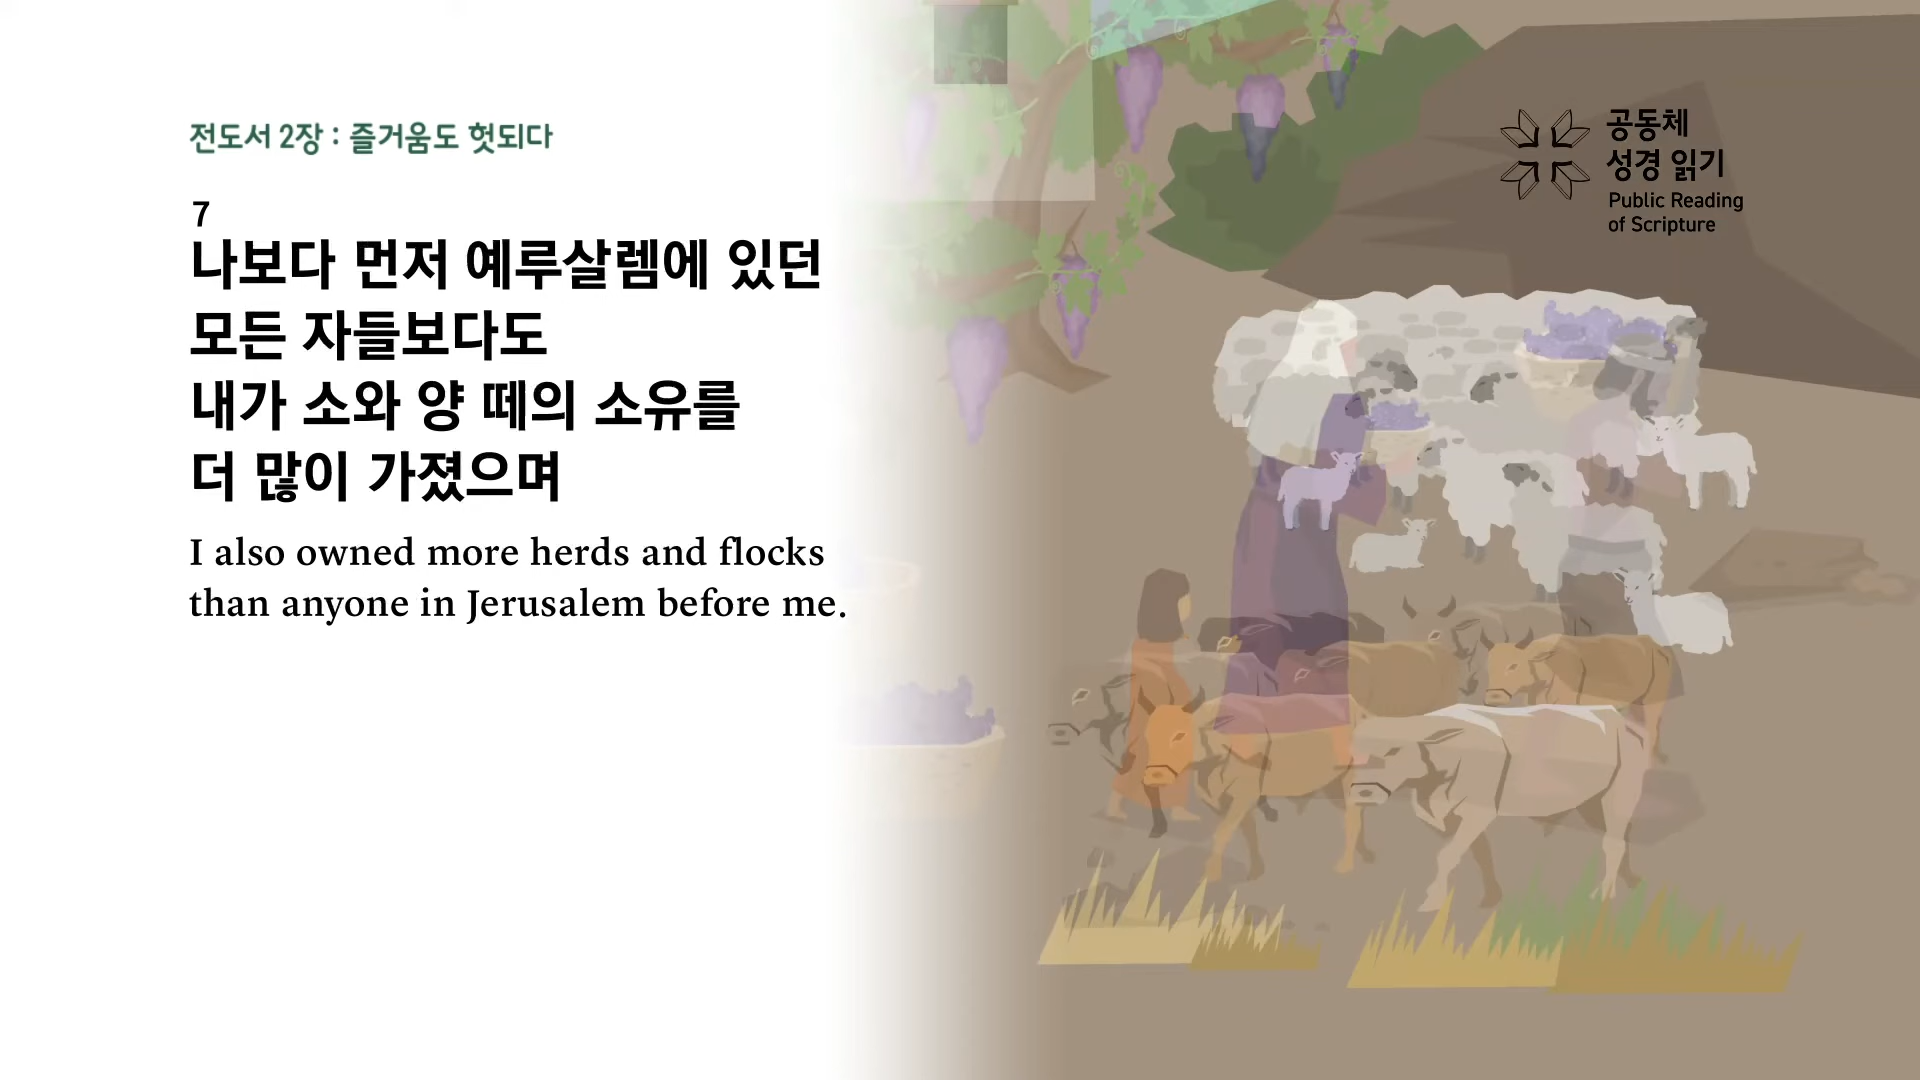 전도서 2장 : 즐거움도 헛되다
7
나보다 먼저 예루살렘에 있던
모든 자들보다도
내가 소와 양 떼의 소유를
더 많이 가졌으며
I also owned more herds and flocks
than anyone in Jerusalem before me.
공동체
성경 읽기
Public Reading
of Scripture